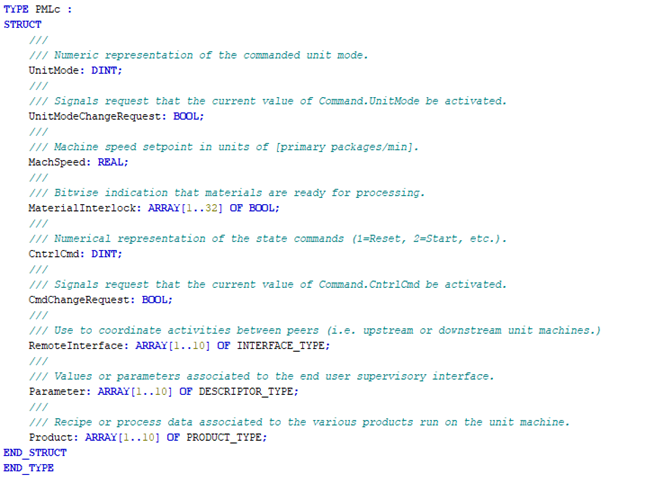 TYPE PMLc :
STRUCT
///
/// Numeric representation of the commanded unit mode.
UnitMode: DINT;
///
/// Signals request that the current value of Command.UnitMode be activated.
UnitModeChangeRequest: BOOL;
///
/// Machine speed setpoint in units of [primary packages/min].
MachSpeed: REAL;
///
/// Bitwise indication that materials are ready for processing.
MaterialInterlock: ARRAY[1..32] OF BOOL;
///
/// Numerical representation of the state commands (1=Reset, 2=Start, etc.).
CntrlCmd: DINT;
///
/// Signals request that the current value of Command.CntrlCmd be activated.
CmdChangeRequest: BOOL;
///
/// Use to coordinate activities between peers (i.e. upstream or downstream unit machines.)
RemoteInterface: ARRAY[1..10] OF INTERFACE_TYPE;
///
/// Values or parameters associated to the end user supervisory interface.
Parameter: ARRAY[1..10] OF DESCRIPTOR_TYPE;
///
/// Recipe or process data associated to the various products run on the unit machine.
Product: ARRAY[1..10] OF PRODUCT_TYPE;
END_STRUCT
END_TYPE